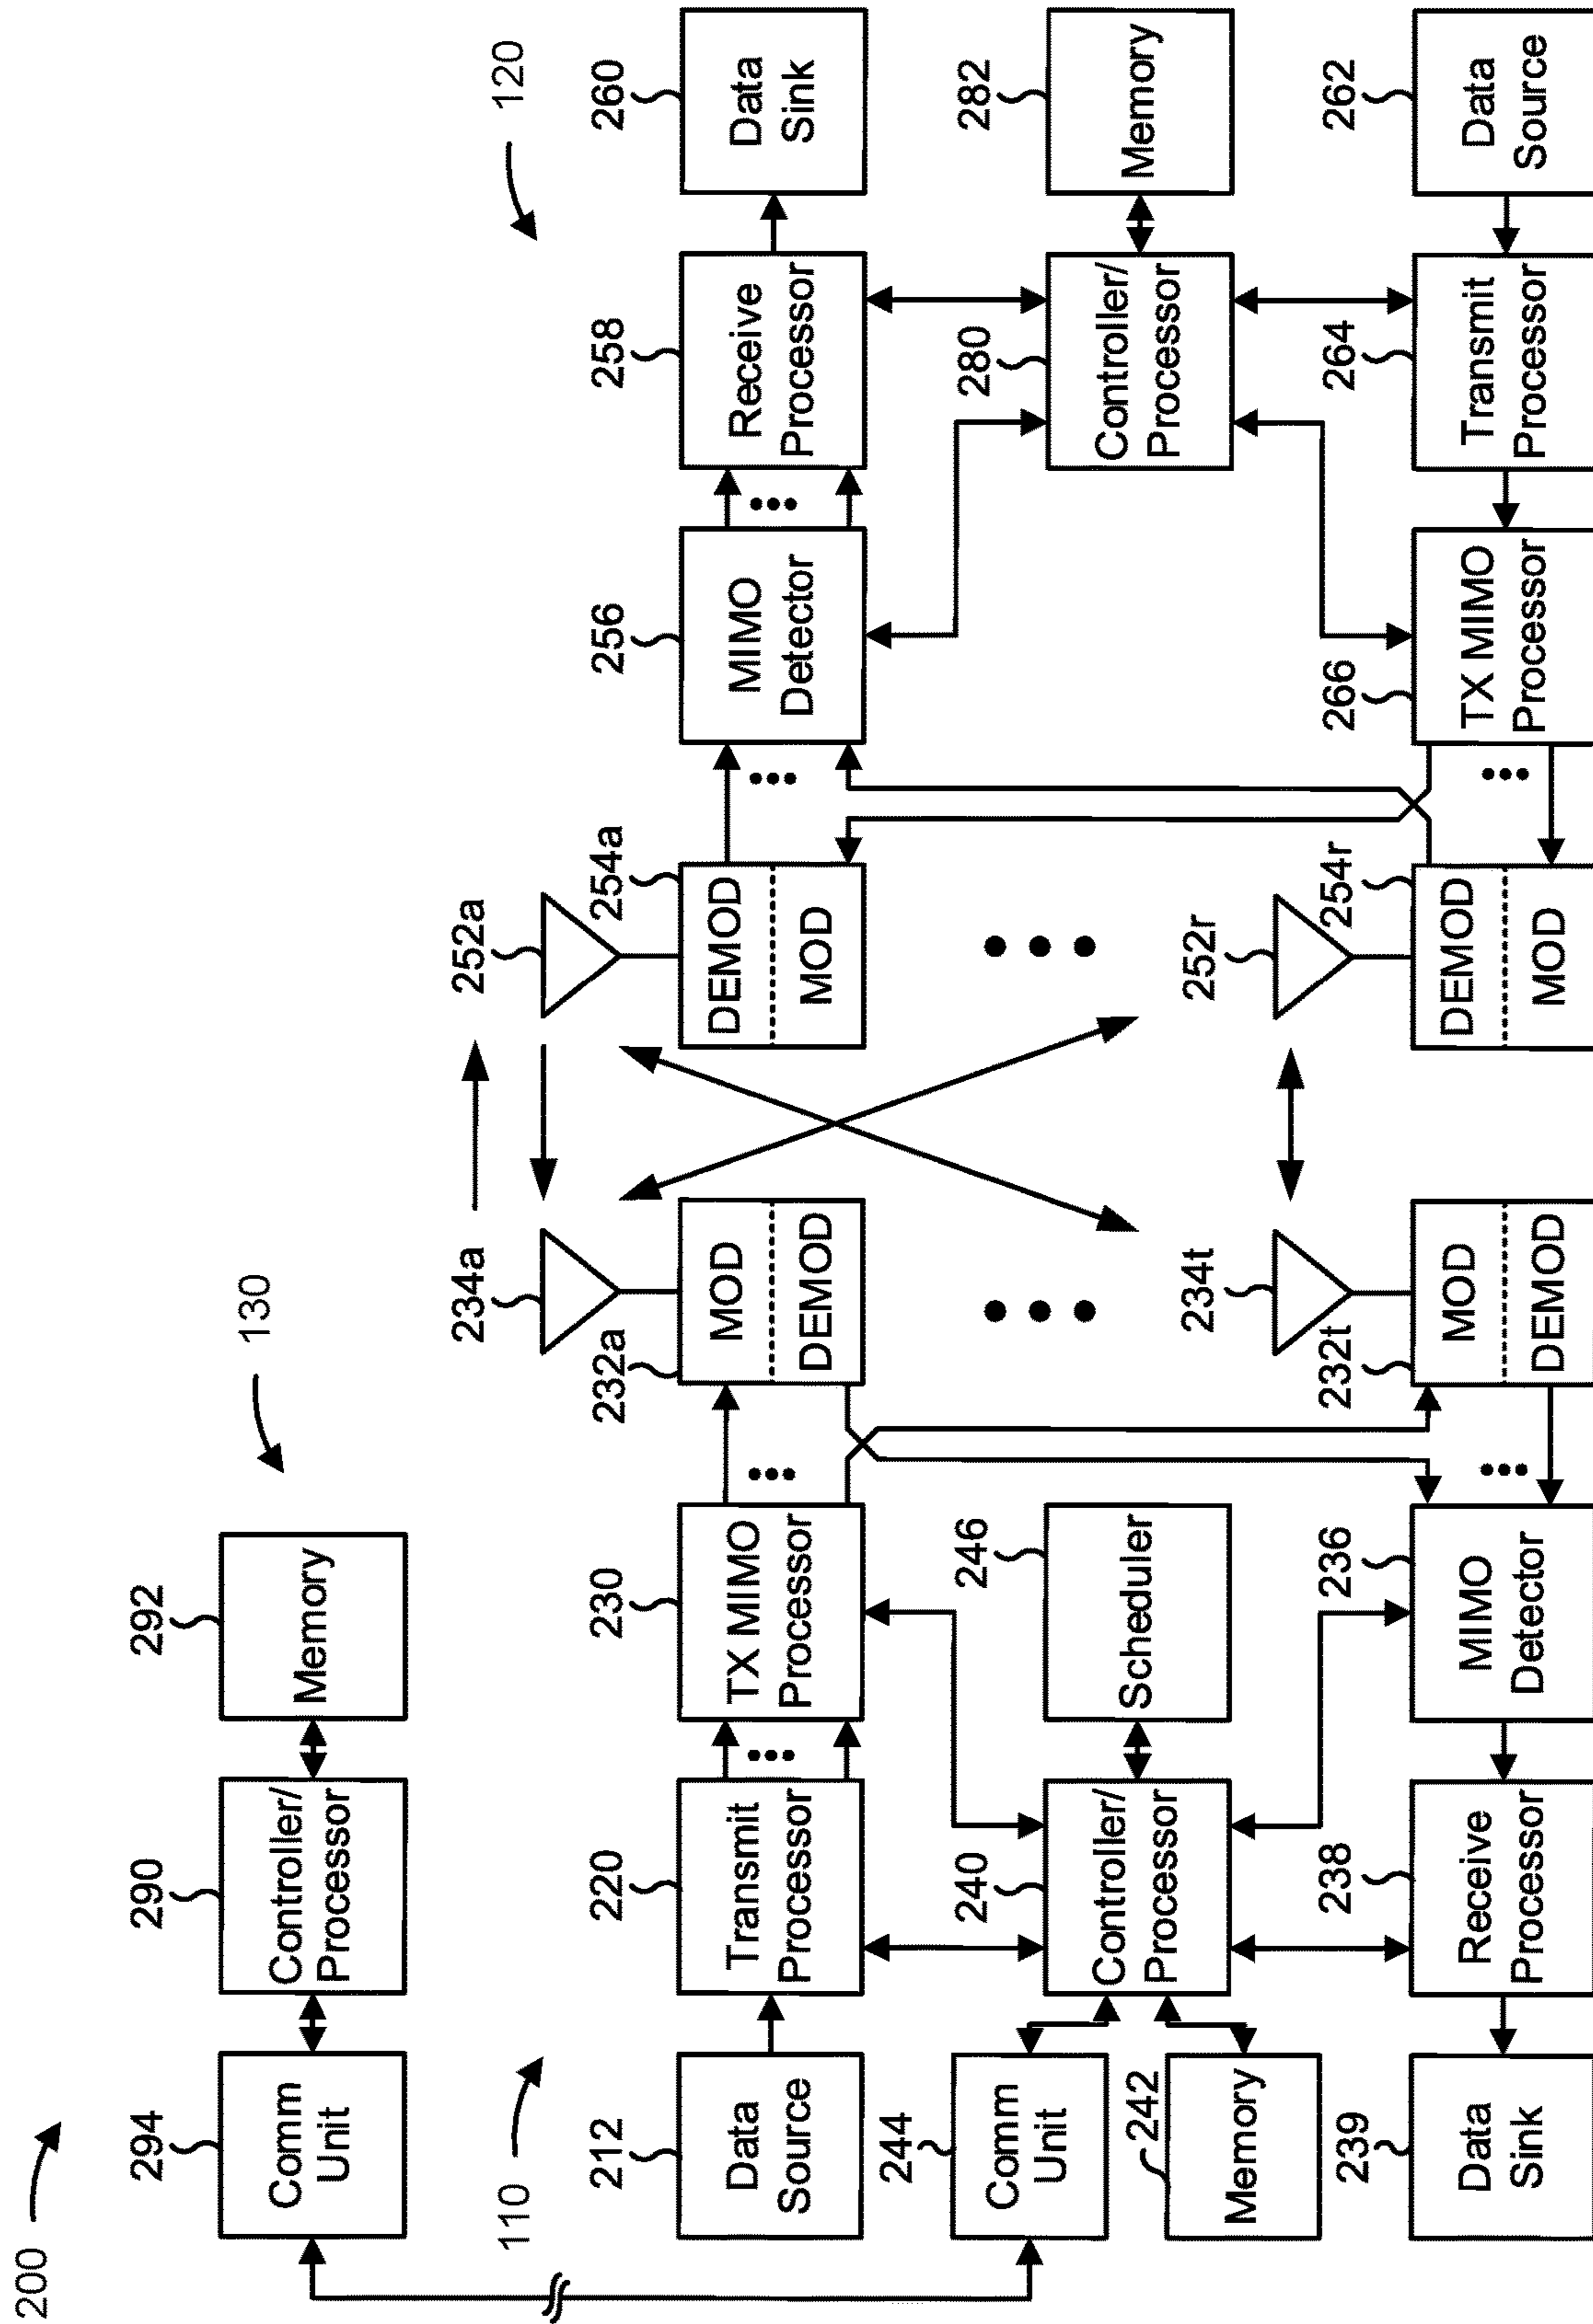 200
130
294
290
292
Comm
Unit
Controller/
Processor
Memory
110
120
212
220
230
232a
234a
252a
254a
256
258
260
Data
Source
Transmit
Processor
TX MIMO
Processor
MOD
DEMOD
DEMOD
MOD
MIMO
Detector
Receive
Processor
Data
Sink
244
240
246
280
282
Comm
Unit
242
Memory
Controller/
Processor
Scheduler
Controller/
Processor
Memory
239
238
236
232t
234t
252r
254r
266
264
262
Data
Sink
Receive
Processor
MIMO
Detector
MOD
DEMOD
DEMOD
MOD
TX MIMO
Processor
Transmit
Processor
Data
Source